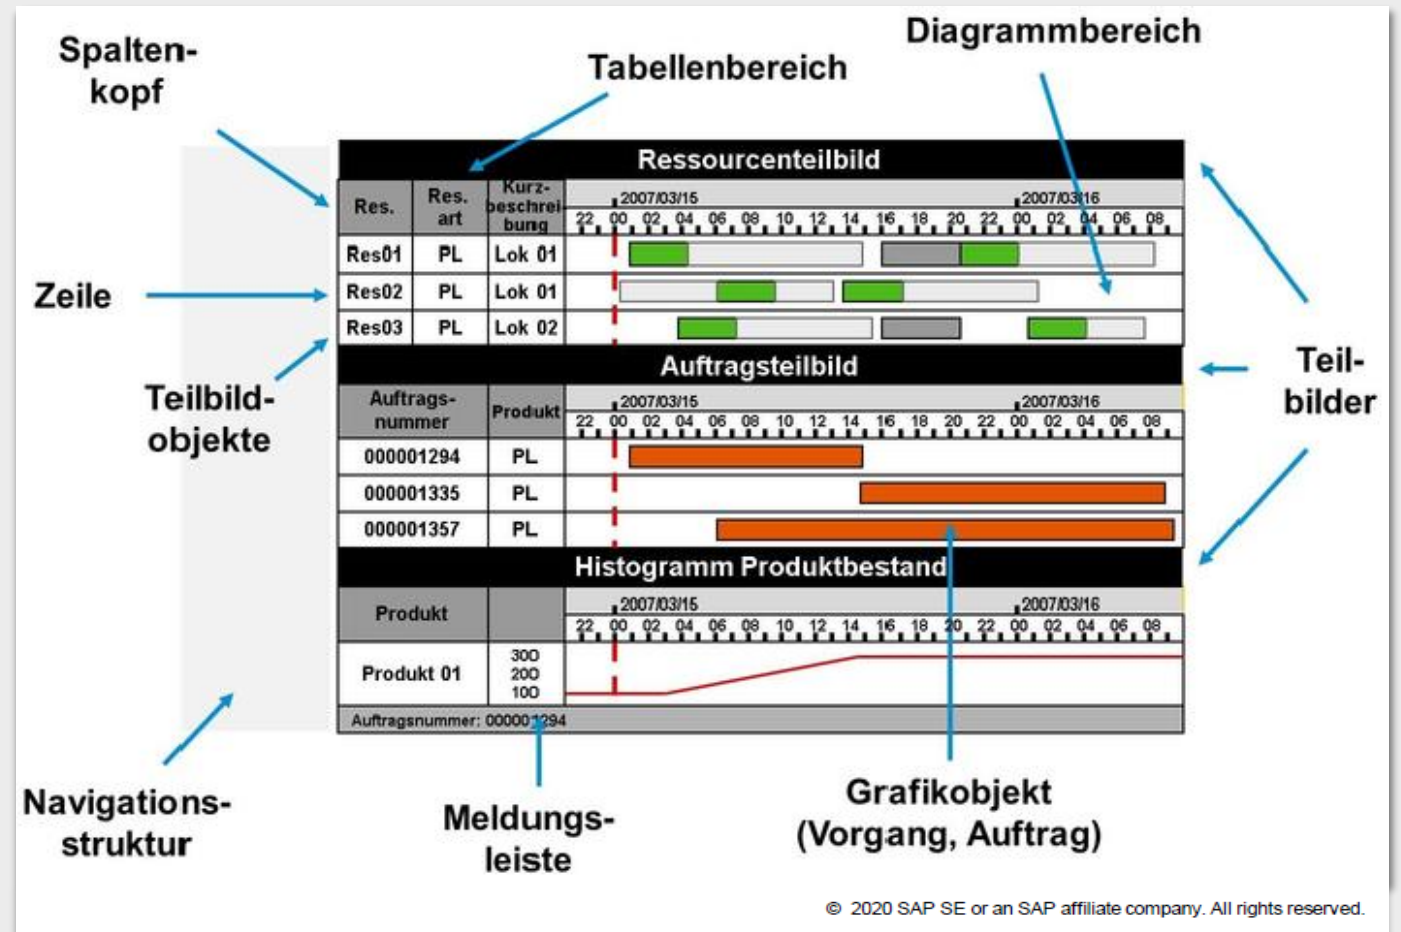 Diagrammbereich
Spalten-
kopf
Tabellenbereich
Ressourcenteilbild
Res.
Res.
art
Kurz-
beschrei-
bung
2007/03/15
2007/03/16
22 00 02 04 06 08 10 12 14 16 18 20 22 00 02 04 06 08
Res01 PL Lok 01
Zeile
Res02 PL Lok 01
Res03 PL Lok 02
Teilbild-
objekte
Teil-
bilder
Auftragsteilbild
Auftrags-
nummer
Produkt
2007/03/15
2007/03/16
22 00 02 04 06 08 10 12 14 16 18 20 22 00 02 04 06 08
000001294 PL
000001335 PL
000001357 PL
Histogramm Produktbestand
Produkt
2007/03/15
2007/03/16
22 00 02 04 06 08 10 12 14 16 18 20 22 00 02 04 06 08
Produkt 01
300
200
100
Auftragsnummer: 000001294
Navigations-
struktur
Meldungs-
leiste
Grafikobjekt
(Vorgang, Auftrag)
© 2020 SAP SE or an SAP affiliate company. All rights reserved.